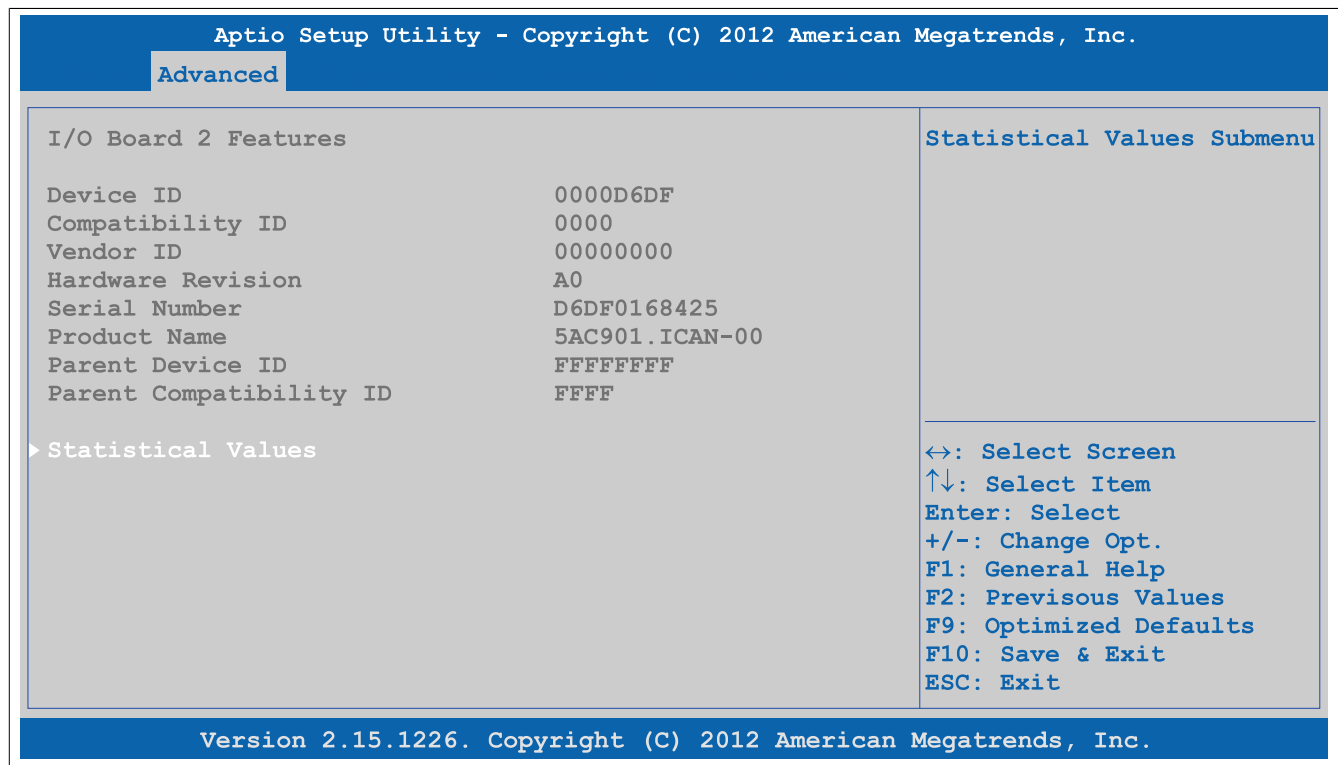 Aptio Setup Utility - Copyright (C) 2012 American Megatrends, Inc.
Advanced
I/O Board 2 Features
Device ID 0000D6DF
Compatibility ID 0000
Vendor ID 00000000
Hardware Revision A0
Serial Number D6DF0168425
Product Name 5AC901.ICAN-00
Parent Device ID FFFFFFFF
Parent Compatibility ID FFFF
Statistical Values
Statistical Values Submenu
↔: Select Screen
↑↓: Select Item
Enter: Select
+/-: Change Opt.
F1: General Help
F2: Previsous Values
F9: Optimized Defaults
F10: Save & Exit
ESC: Exit
Version 2.15.1226. Copyright (C) 2012 American Megatrends, Inc.